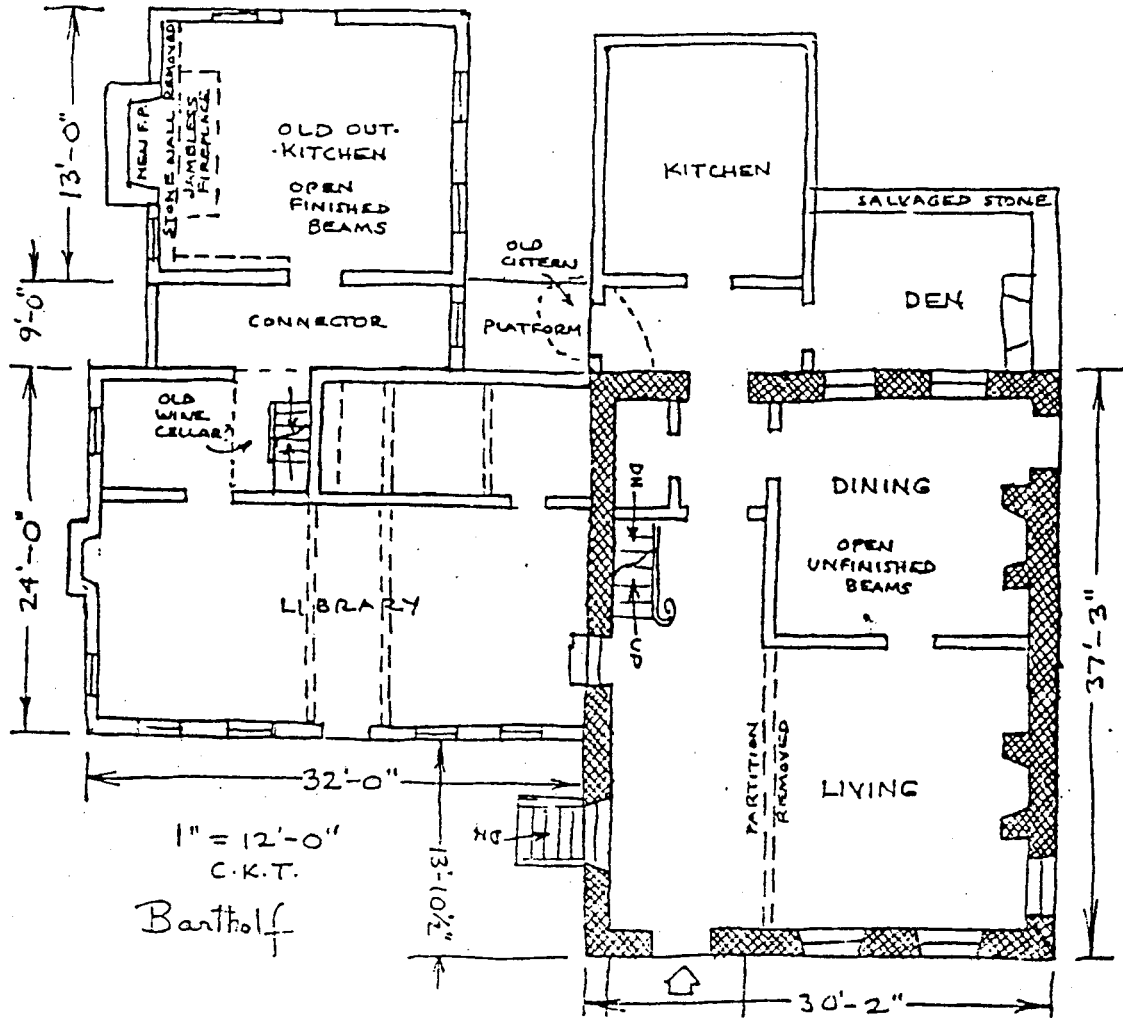 13'-0"
NEW F.P.
STONE WALL REMOVED
JAMBLESS
FIREPLACE
OLD OUT-
-KITCHEN
OPEN
FINISHED
BEAMS
KITCHEN
SALVAGED STONE
OLD
CISTERN
DEN
9'-0"
CONNECTOR
PLATFORM
OLD
WINE
CELLAR?
24'-0"
LIBRARY
DN
UP
DINING
OPEN
UNFINISHED
BEAMS
37'-3"
PARTITION
REMOVED
LIVING
32'-0"
DN
13'-10½"
1" = 12'-0"
C.K.T.
Bartholf
30'-2"